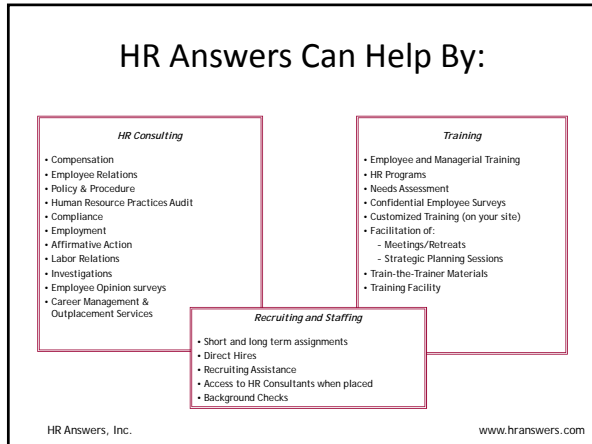 HR Answers Can Help By:
HR Consulting
• Compensation
• Employee Relations
• Policy & Procedure
• Human Resource Practices Audit
• Compliance
• Employment
• Affirmative Action
• Labor Relations
• Investigations
• Employee Opinion surveys
• Career Management &
Outplacement Services
Training
• Employee and Managerial Training
• HR Programs
• Needs Assessment
• Confidential Employee Surveys
• Customized Training (on your site)
• Facilitation of:
– Meetings/Retreats
– Strategic Planning Sessions
• Train-the-Trainer Materials
• Training Facility
Recruiting and Staffing
• Short and long term assignments
• Direct Hires
• Recruiting Assistance
• Access to HR Consultants when placed
• Background Checks
HR Answers, Inc.
www.hranswers.com